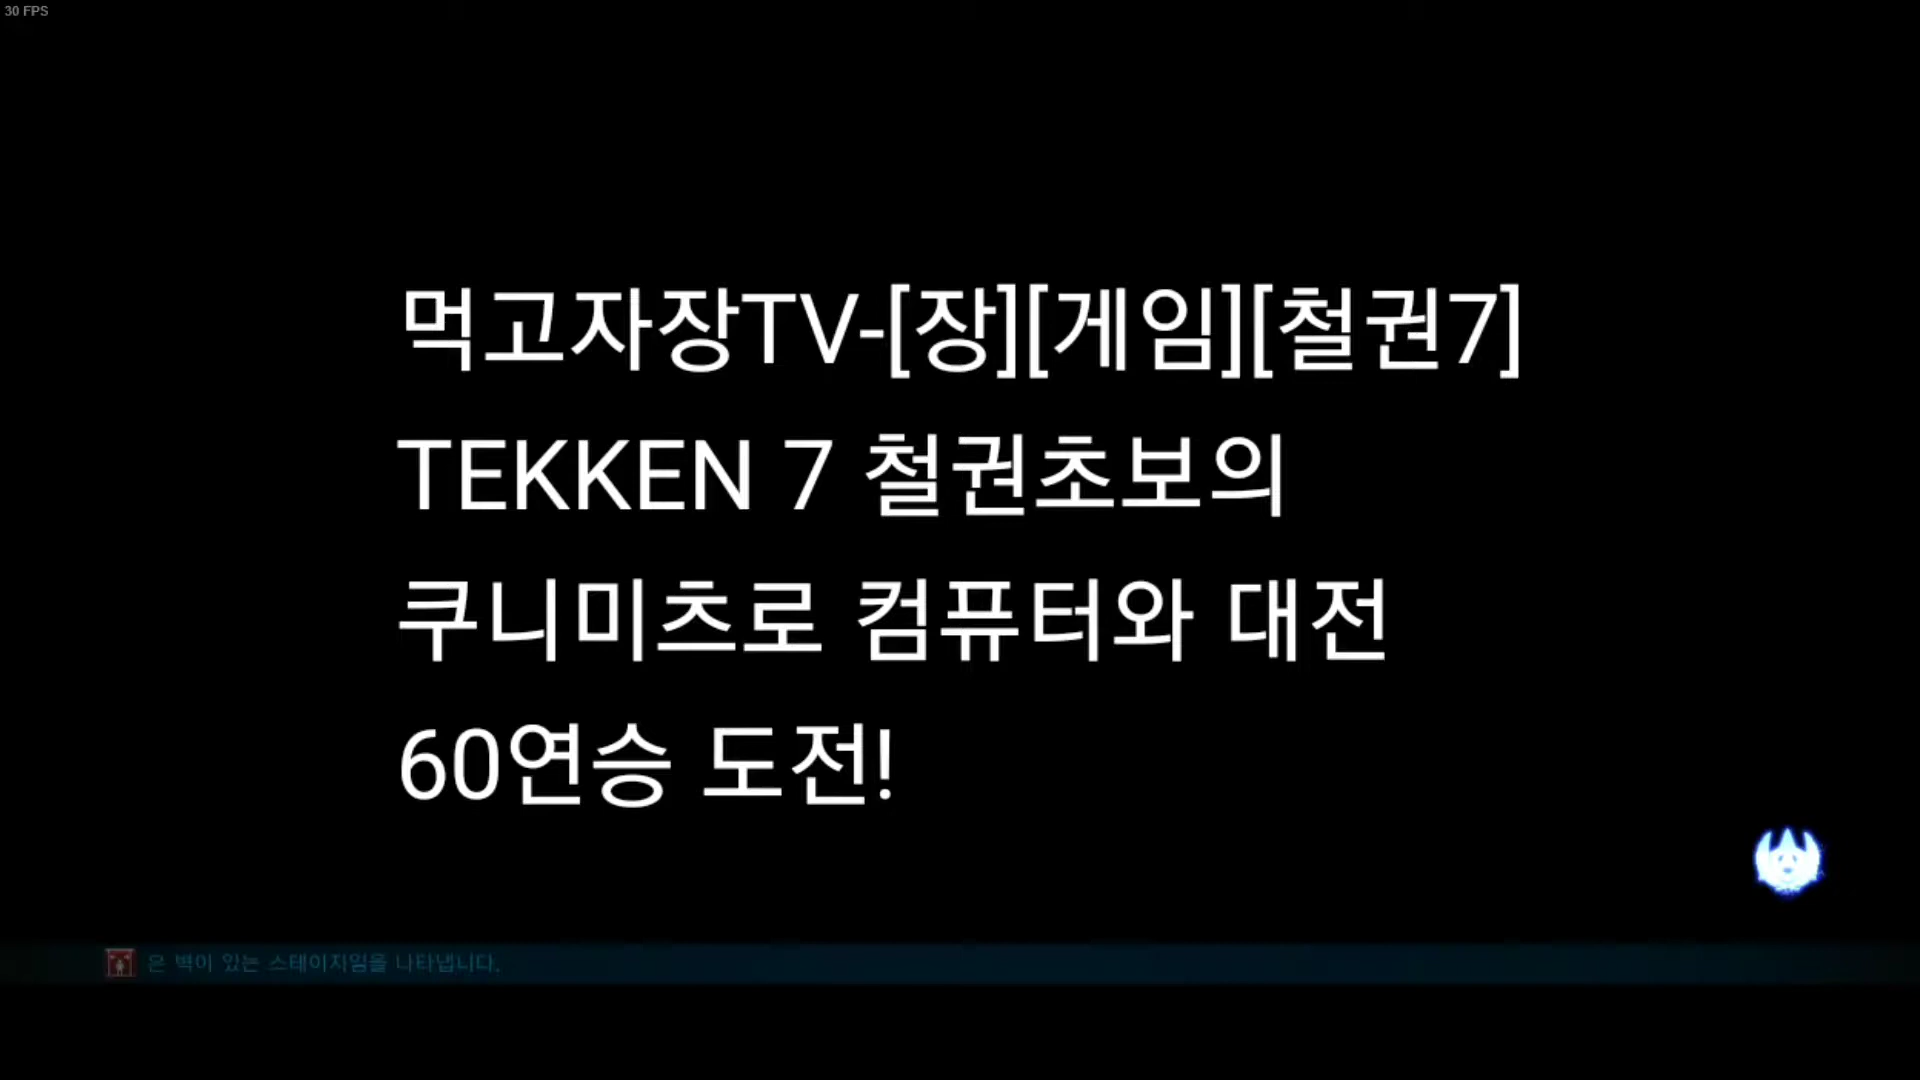 30 FPS
먹고자장TV-[장][게임][철권7]
TEKKEN 7 철권초보의
쿠니미츠로 컴퓨터와 대전
60연승 도전!
은 벽이 있는 스테이지임을 나타냅니다.